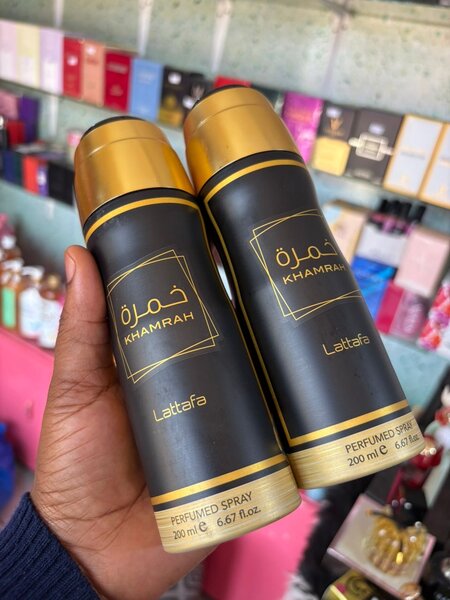 خمرة
KHAMRAH
Lattafa
PERFUMED SPRAY
200 ml e 6.67 fl.oz.
خمرة
KHAMRAH
Lattafa
PERFUMED SPRAY
200 ml e 6.67 fl.oz.